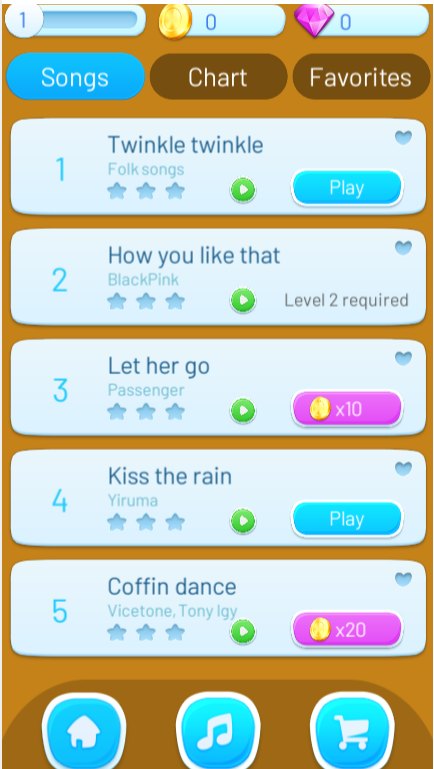 1
0
0
Songs
Chart
Favorites
1
Twinkle twinkle
Folk songs
Play
2
How you like that
BlackPink
Level 2 required
3
Let her go
Passenger
x10
4
Kiss the rain
Yiruma
Play
5
Coffin dance
Vicetone, Tony Igy
x20